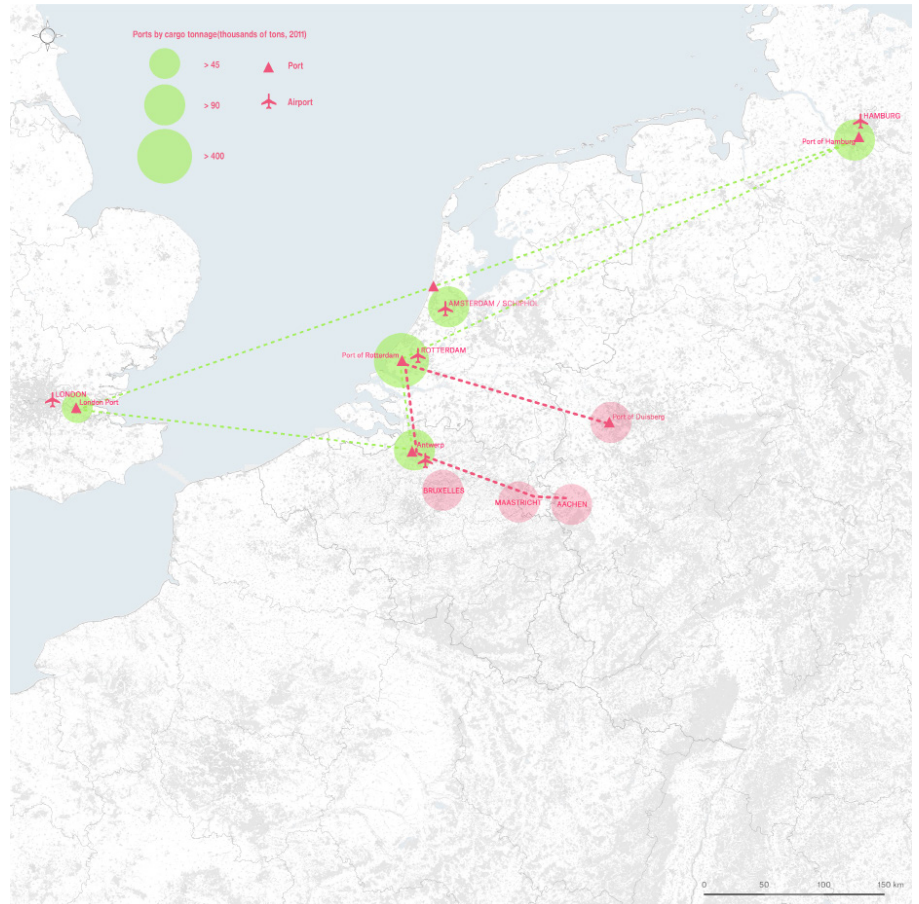 Ports by cargo tonnage(thousands of tons, 2011)
> 45
Port
> 90
Airport
> 400
HAMBURG
Port of Hamburg
AMSTERDAM / SCHIPHOL
ROTTERDAM
Port of Rotterdam
LONDON
London Port
Port of Duisberg
Antwerp
BRUXELLES
MAASTRICHT
AACHEN
0 50 100 150 km